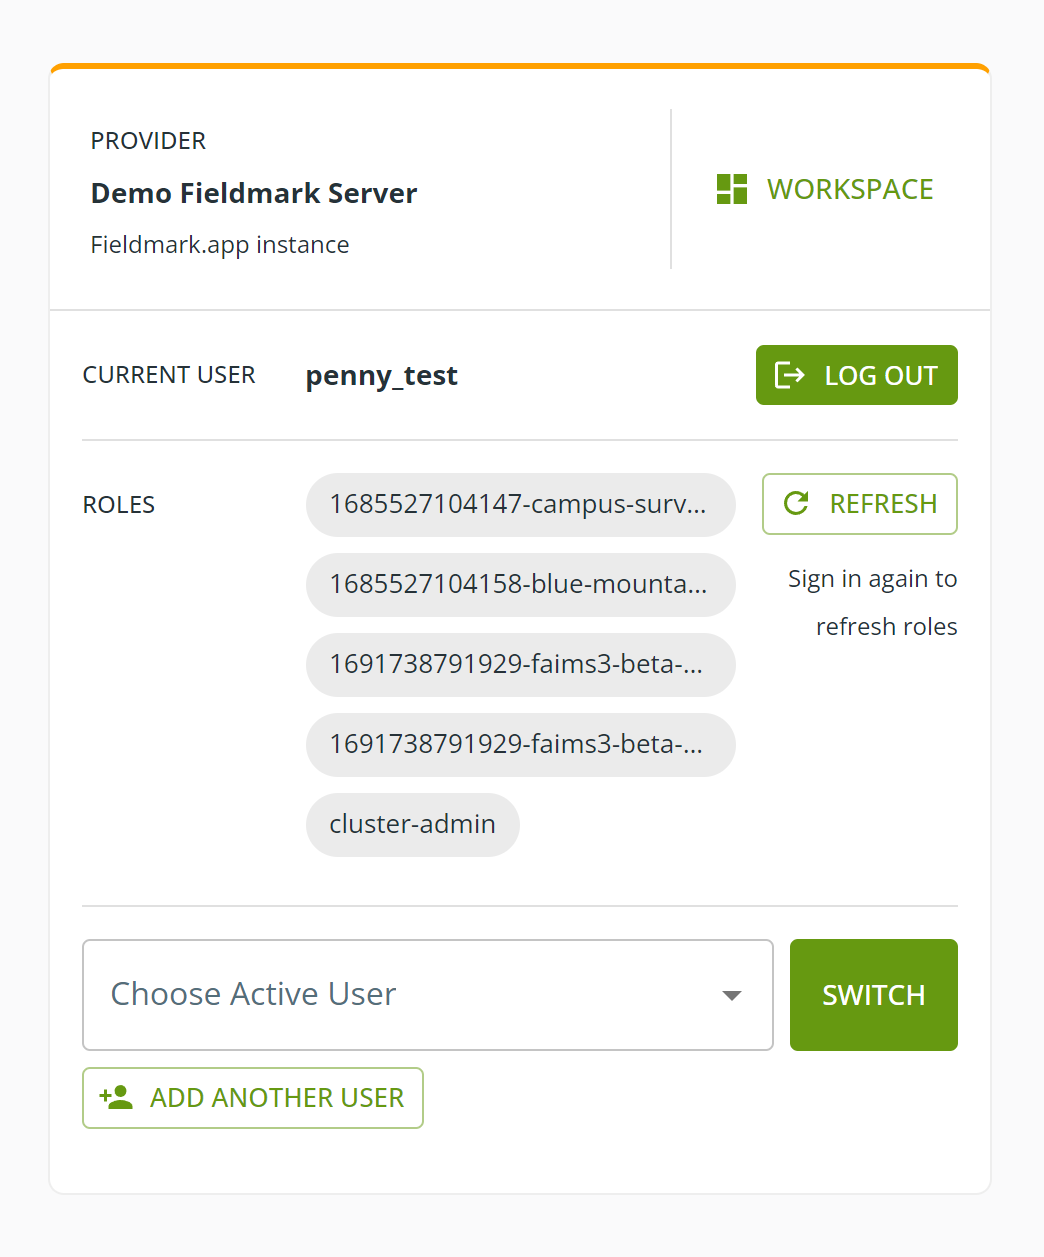 PROVIDER
Demo Fieldmark Server
Fieldmark.app instance
WORKSPACE
CURRENT USER
penny_test
LOG OUT
ROLES
1685527104147-campus-surv...
1685527104158-blue-mounta...
1691738791929-faims3-beta-...
1691738791929-faims3-beta-...
cluster-admin
REFRESH
Sign in again to
refresh roles
Choose Active User
SWITCH
ADD ANOTHER USER